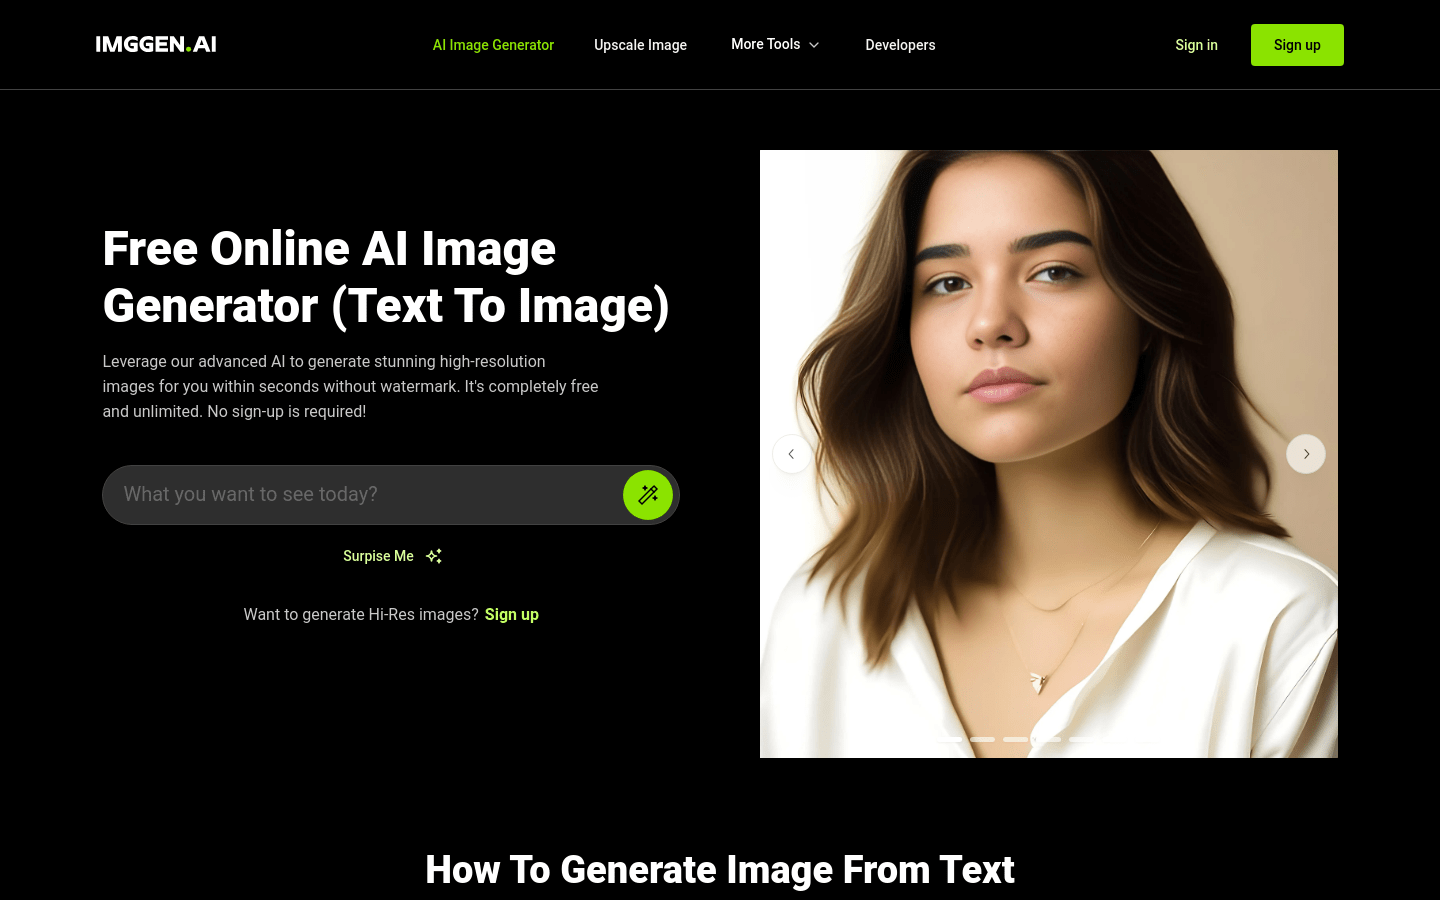 IMGGEN.AI
AI Image Generator
Upscale Image
More Tools
Developers
Sign in
Sign up
Free Online AI Image
Generator (Text To Image)
Leverage our advanced AI to generate stunning high-resolution
images for you within seconds without watermark. It's completely free
and unlimited. No sign-up is required!
What you want to see today?
Surpise Me
Want to generate Hi-Res images? Sign up
How To Generate Image From Text